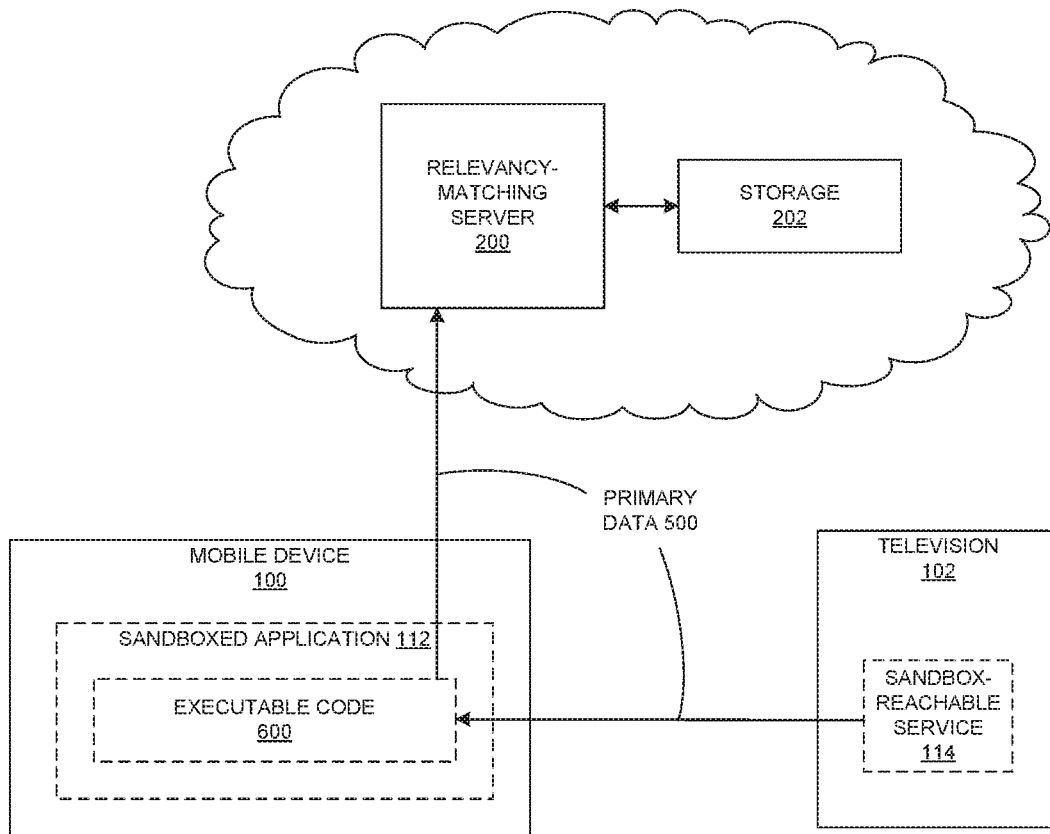 RELEVANCY-
MATCHING
SERVER
200
STORAGE
202
PRIMARY
DATA 500
MOBILE DEVICE
100
SANDBOXED APPLICATION 112
EXECUTABLE CODE
600
TELEVISION
102
SANDBOX-
REACHABLE
SERVICE
114